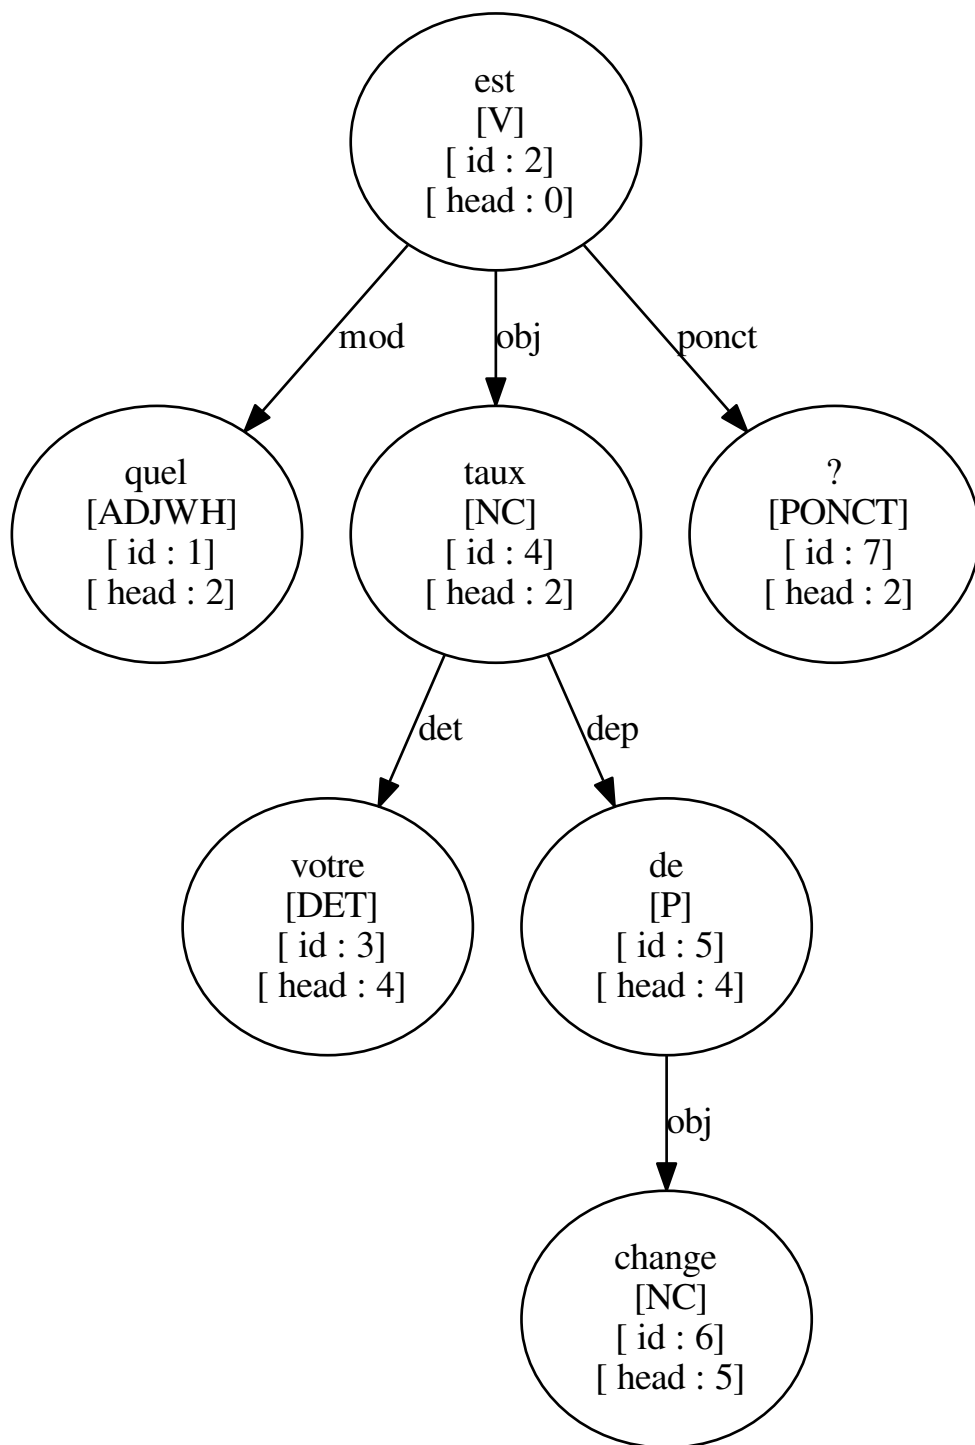 est
[V]
[ id : 2]
[ head : 0]
mod
obj
ponct
quel
[ADJWH]
[ id : 1]
[ head : 2]
taux
[NC]
[ id : 4]
[ head : 2]
?
[PONCT]
[ id : 7]
[ head : 2]
det
dep
votre
[DET]
[ id : 3]
[ head : 4]
de
[P]
[ id : 5]
[ head : 4]
obj
change
[NC]
[ id : 6]
[ head : 5]